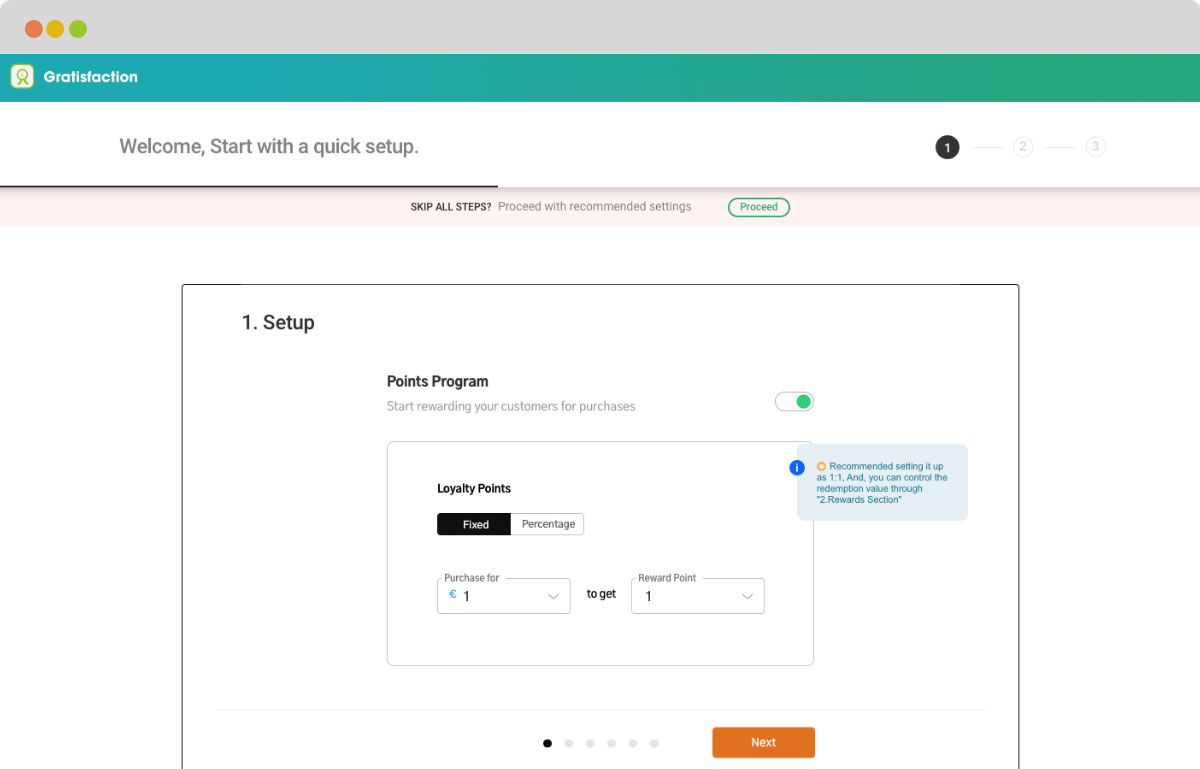 Gratisfaction
Welcome, Start with a quick setup.
1 2 3
SKIP ALL STEPS? Proceed with recommended settings Proceed
1. Setup
Points Program
Start rewarding your customers for purchases
i
Recommended setting it up
as 1:1, And, you can control the
redemption value through
"2.Rewards Section"
Loyalty Points
Fixed Percentage
Purchase for
€ 1
to get
Reward Point
1
Next